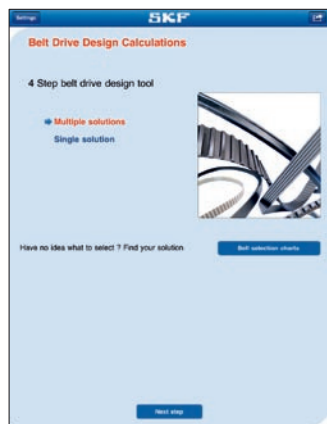 Settings
SKF
Belt Drive Design Calculations
4 Step belt drive design tool
Multiple solutions
Single solution
Have no idea what to select ? Find your solution
Belt selection charts
Next step